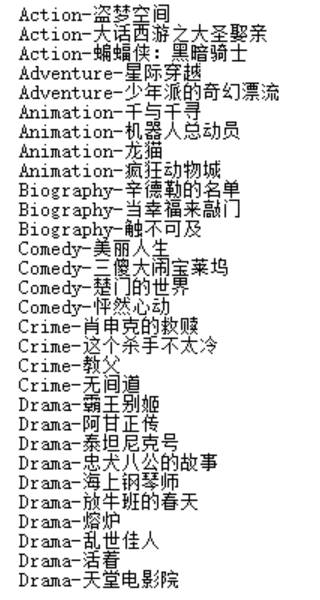 Action-盗梦空间
Action-大话西游之大圣娶亲
Action-蝙蝠侠：黑暗骑士
Adventure-星际穿越
Adventure-少年派的奇幻漂流
Animation-千与千寻
Animation-机器人总动员
Animation-龙猫
Animation-疯狂动物城
Biography-辛德勒的名单
Biography-当幸福来敲门
Biography-触不可及
Comedy-美丽人生
Comedy-三傻大闹宝莱坞
Comedy-楚门的世界
Comedy-怦然心动
Crime-肖申克的救赎
Crime-这个杀手不太冷
Crime-教父
Crime-无间道
Drama-霸王别姬
Drama-阿甘正传
Drama-泰坦尼克号
Drama-忠犬八公的故事
Drama-海上钢琴师
Drama-放牛班的春天
Drama-熔炉
Drama-乱世佳人
Drama-活着
Drama-天堂电影院